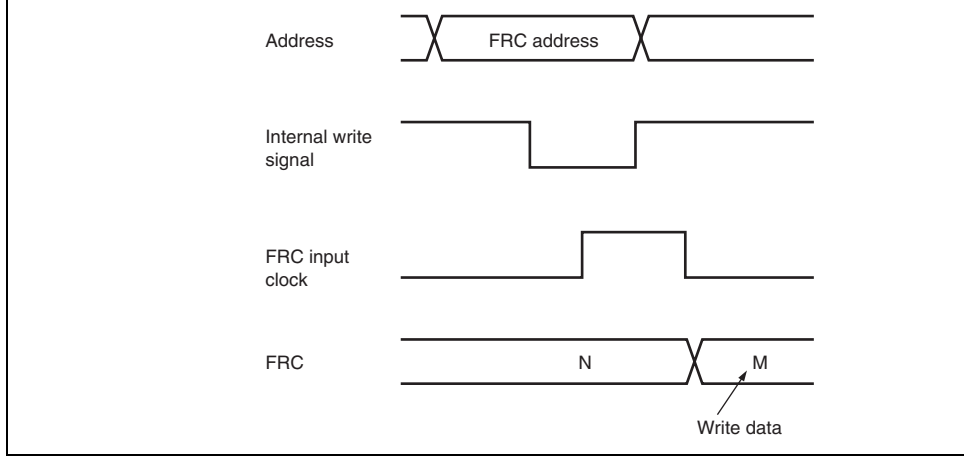 Address
FRC address
Internal write
signal
FRC input
clock
FRC
N
M
Write data